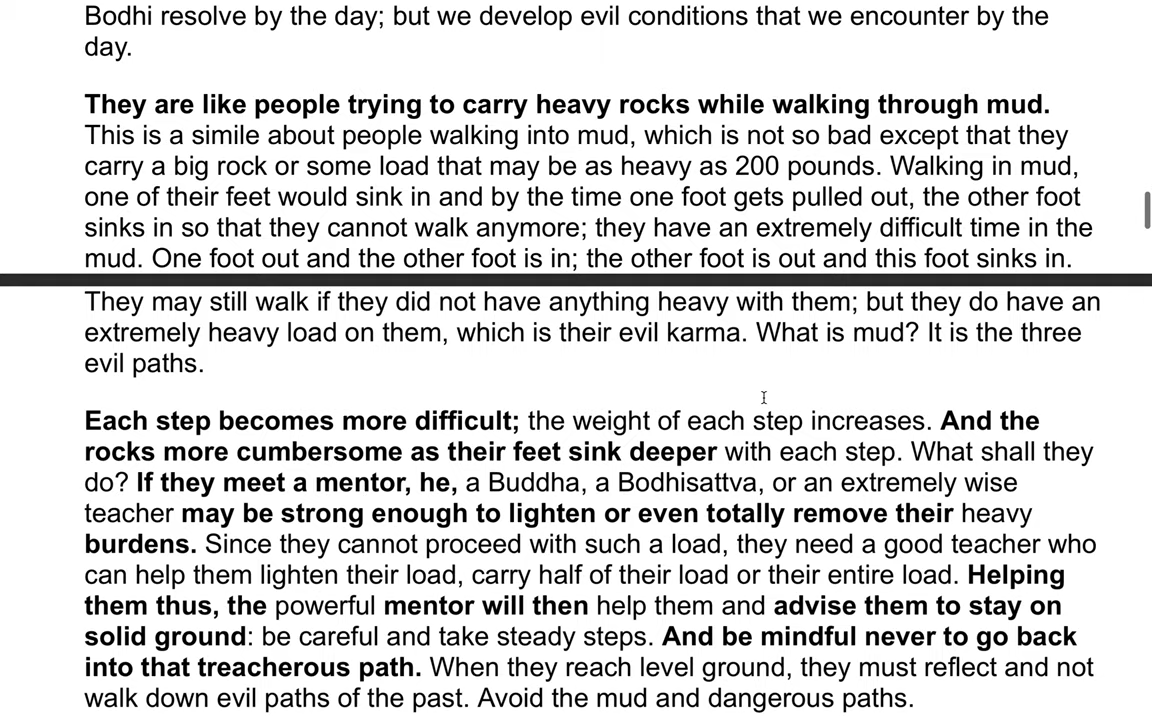 Bodhi resolve by the day; but we develop evil conditions that we encounter by the
day.
They are like people trying to carry heavy rocks while walking through mud.
This is a simile about people walking into mud, which is not so bad except that they
carry a big rock or some load that may be as heavy as 200 pounds. Walking in mud,
one of their feet would sink in and by the time one foot gets pulled out, the other foot
sinks in so that they cannot walk anymore; they have an extremely difficult time in the
mud. One foot out and the other foot is in; the other foot is out and this foot sinks in.
They may still walk if they did not have anything heavy with them; but they do have an
extremely heavy load on them, which is their evil karma. What is mud? It is the three
evil paths.
Each step becomes more difficult; the weight of each step increases. And the
rocks more cumbersome as their feet sink deeper with each step. What shall they
do? If they meet a mentor, he, a Buddha, a Bodhisattva, or an extremely wise
teacher may be strong enough to lighten or even totally remove their heavy
burdens. Since they cannot proceed with such a load, they need a good teacher who
can help them lighten their load, carry half of their load or their entire load. Helping
them thus, the powerful mentor will then help them and advise them to stay on
solid ground: be careful and take steady steps. And be mindful never to go back
into that treacherous path. When they reach level ground, they must reflect and not
walk down evil paths of the past. Avoid the mud and dangerous paths.